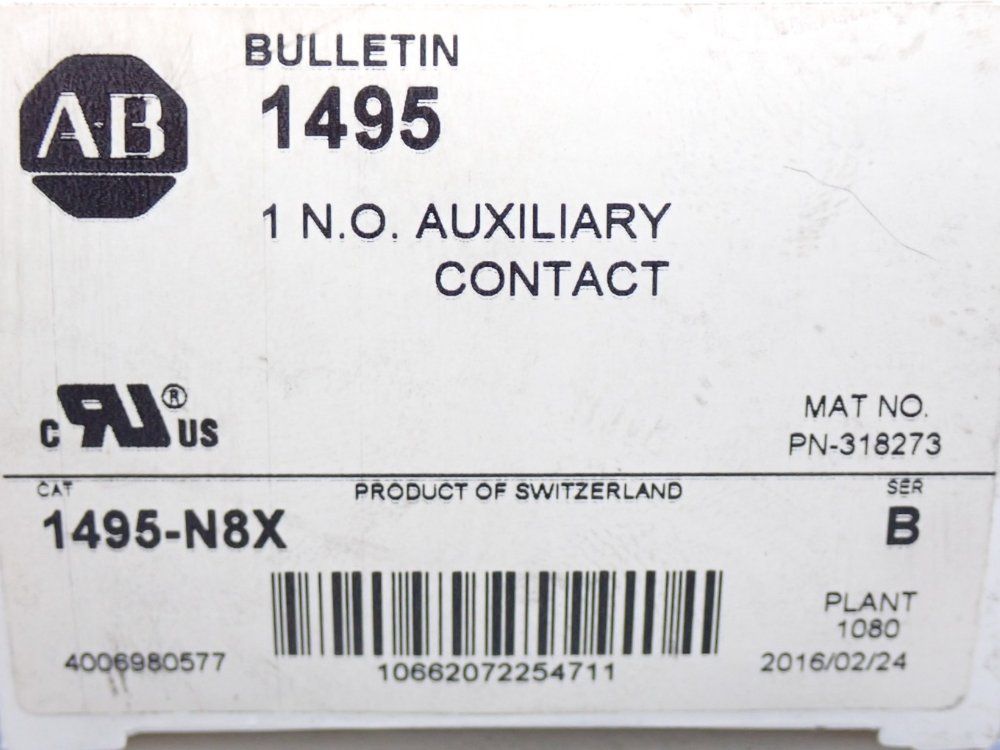 A-B
BULLETIN
1495
1 N.O. AUXILIARY
CONTACT
C RU® US
MAT NO.
PN-318273
CAT PRODUCT OF SWITZERLAND SER
1495-N8X B
PLANT
1080
4006980577 10662072254711 2016/02/24